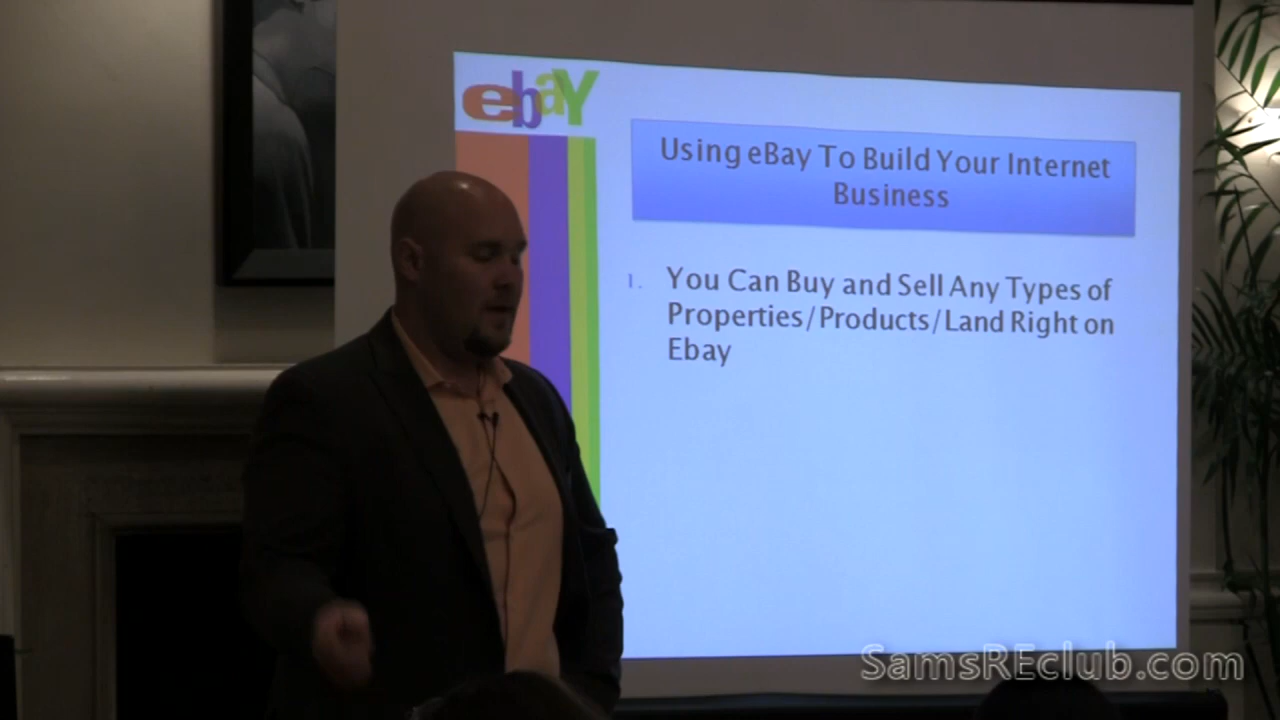 ebaY
Using eBay To Build Your Internet
Business
1. You Can Buy and Sell Any Types of
Properties/Products/Land Right on
Ebay
SamsREclub.com